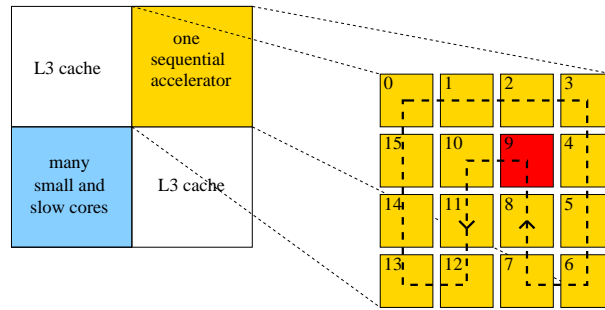 L3 cache
one
sequential
accelerator
many
small and
slow cores
L3 cache
0 1 2 3
15 10 9 4
14 11 8 5
13 12 7 6